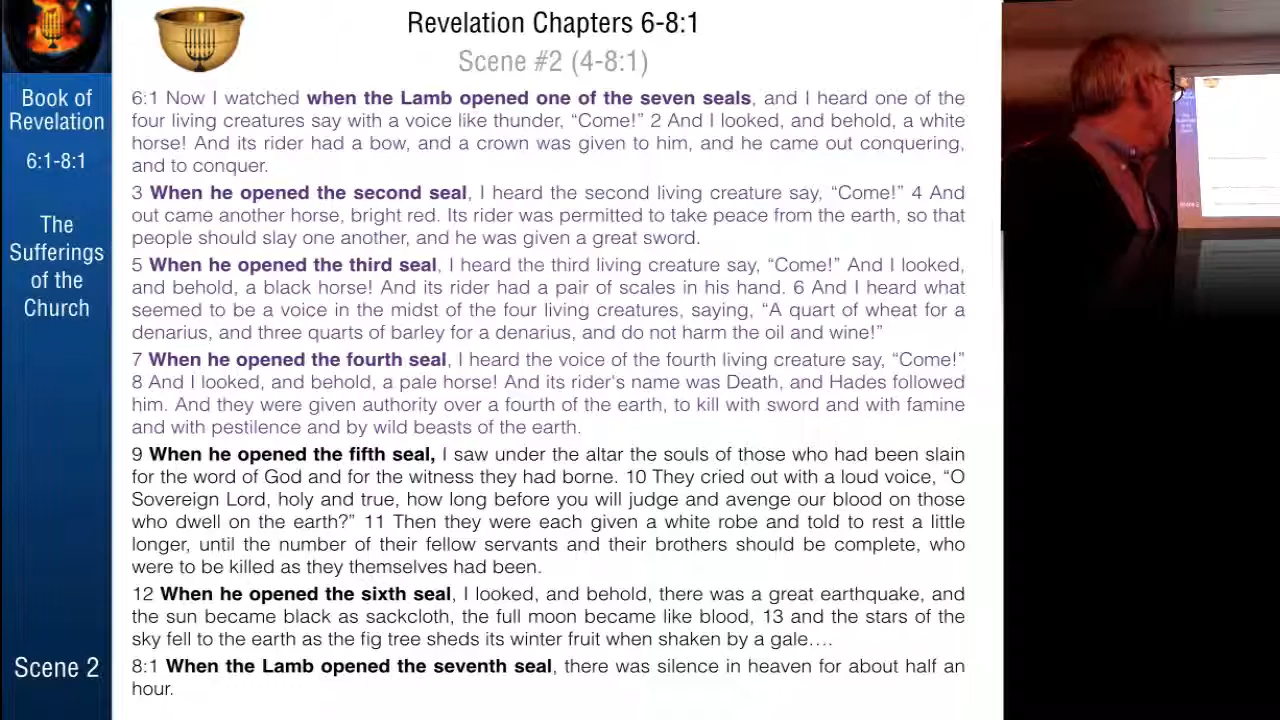 Revelation Chapters 6-8:1
Scene #2 (4-8:1)
Book of
Revelation
6:1-8:1
The
Sufferings
of the
Church
Scene 2
6:1 Now I watched when the Lamb opened one of the seven seals, and I heard one of the
four living creatures say with a voice like thunder, “Come!” 2 And I looked, and behold, a white
horse! And its rider had a bow, and a crown was given to him, and he came out conquering,
and to conquer.
3 When he opened the second seal, I heard the second living creature say, “Come!” 4 And
out came another horse, bright red. Its rider was permitted to take peace from the earth, so that
people should slay one another, and he was given a great sword.
5 When he opened the third seal, I heard the third living creature say, “Come!” And I looked,
and behold, a black horse! And its rider had a pair of scales in his hand. 6 And I heard what
seemed to be a voice in the midst of the four living creatures, saying, “A quart of wheat for a
denarius, and three quarts of barley for a denarius, and do not harm the oil and wine!”
7 When he opened the fourth seal, I heard the voice of the fourth living creature say, “Come!”
8 And I looked, and behold, a pale horse! And its rider's name was Death, and Hades followed
him. And they were given authority over a fourth of the earth, to kill with sword and with famine
and with pestilence and by wild beasts of the earth.
9 When he opened the fifth seal, I saw under the altar the souls of those who had been slain
for the word of God and for the witness they had borne. 10 They cried out with a loud voice, “O
Sovereign Lord, holy and true, how long before you will judge and avenge our blood on those
who dwell on the earth?” 11 Then they were each given a white robe and told to rest a little
longer, until the number of their fellow servants and their brothers should be complete, who
were to be killed as they themselves had been.
12 When he opened the sixth seal, I looked, and behold, there was a great earthquake, and
the sun became black as sackcloth, the full moon became like blood, 13 and the stars of the
sky fell to the earth as the fig tree sheds its winter fruit when shaken by a gale....
8:1 When the Lamb opened the seventh seal, there was silence in heaven for about half an
hour.